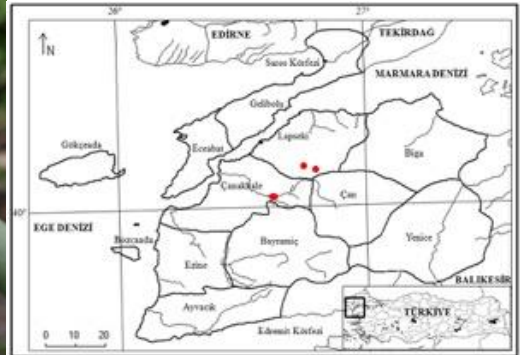 26°
27°
EDİRNE
TEKİRDAĞ
N
Saros Körfezi
MARMARA DENİZİ
Gelibolu
Lapseki
Eceabat
Gökçeada
Biga
Çanakkale
Çan
40°
40°
EGE DENİZİ
Bozcaada
Bayramiç
Yenice
Ezine
BALIKESİR
Ayvacık
TÜRKİYE
Edremit Körfezi
0 10 20